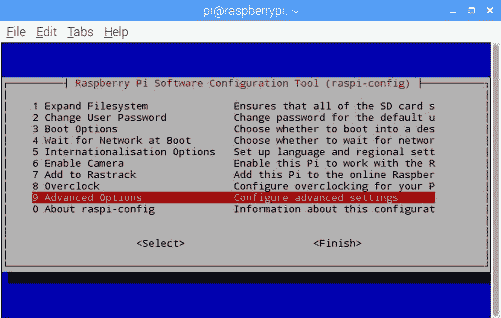 pi@raspberrypi: ~
File Edit Tabs Help
Raspberry Pi Software Configuration Tool (raspi-config)
1 Expand Filesystem Ensures that all of the SD card s
2 Change User Password Change password for the default u
3 Boot Options Choose whether to boot into a des
4 Wait for Network at Boot Choose whether to wait for networ
5 Internationalisation Options Set up language and regional sett
6 Enable Camera Enable this Pi to work with the R
7 Add to Rastrack Add this Pi to the online Raspber
8 Overclock Configure overclocking for your P
9 Advanced Options Configure advanced settings
0 About raspi-config Information about this configurat
<Select> <Finish>